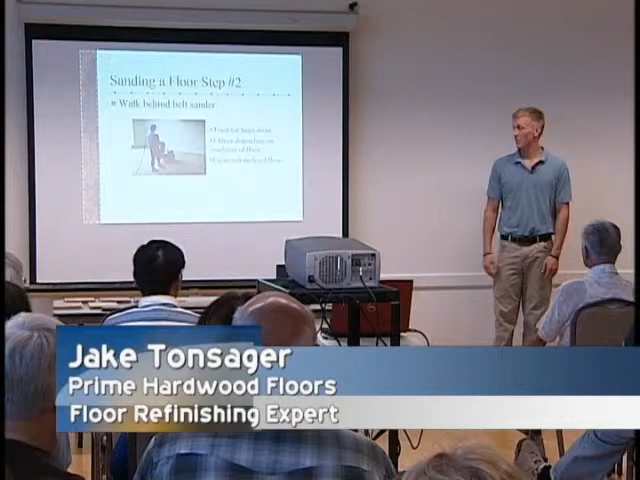 Sanding a Floor Step #2
Walk behind belt sander
Jake Tonsager
Prime Hardwood Floors
Floor Refinishing Expert